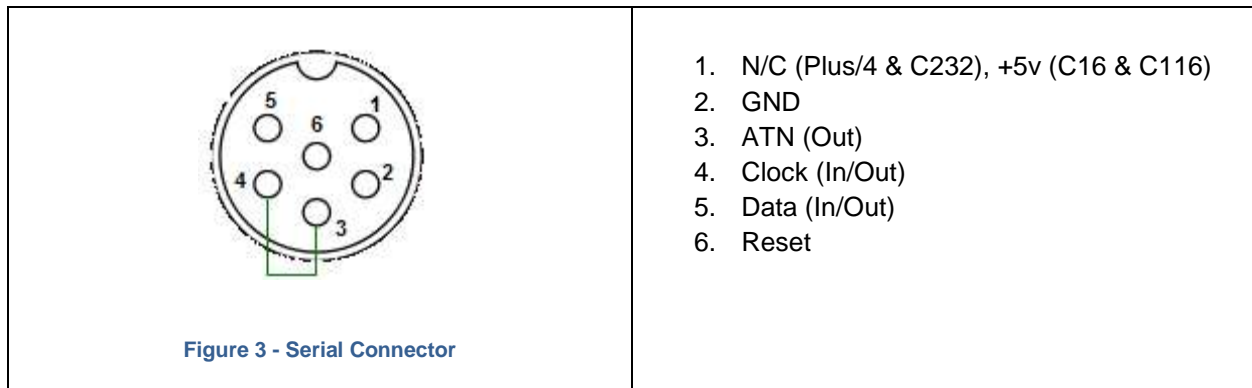 5
1
6
4
2
3
Figure 3 - Serial Connector
1. N/C (Plus/4 & C232), +5v (C16 & C116)
2. GND
3. ATN (Out)
4. Clock (In/Out)
5. Data (In/Out)
6. Reset